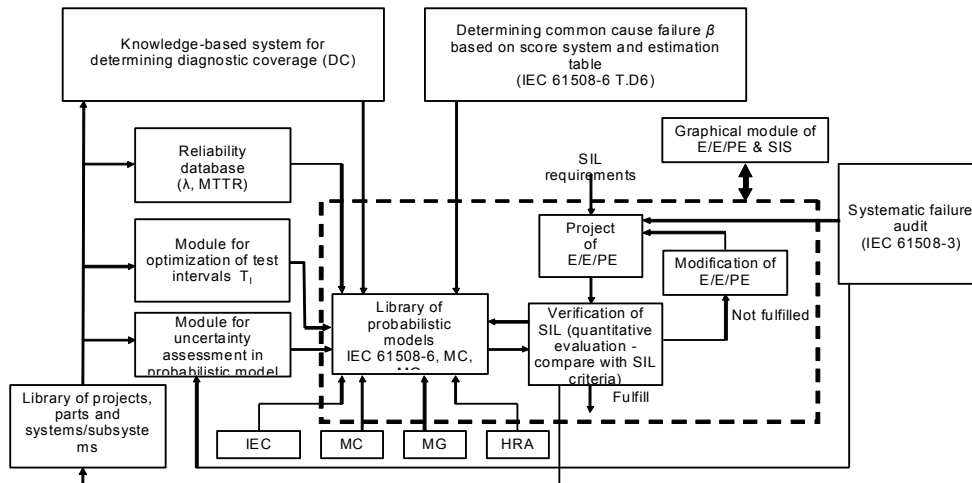 Knowledge-based system for
determining diagnostic coverage (DC)
Determining common cause failure β
based on score system and estimation
table
(IEC 61508-6 T.D6)
Graphical module of
E/E/PE & SIS
Reliability
database
(λ, MTTR)
SIL
requirements
Systematic failure
audit
(IEC 61508-3)
Module for
optimization of test
intervals TI
Project
of
E/E/PE
Modification of
E/E/PE
Library of
probabilistic
models
IEC 61508-6, MC,
Verification of
SIL (quantitative
evaluation -
compare with SIL
criteria)
Not fulfilled
Module for
uncertainty
assessment in
probabilistic model
Fulfill
Library of projects,
parts and
systems/subsyste
ms
IEC
MC
MG
HRA